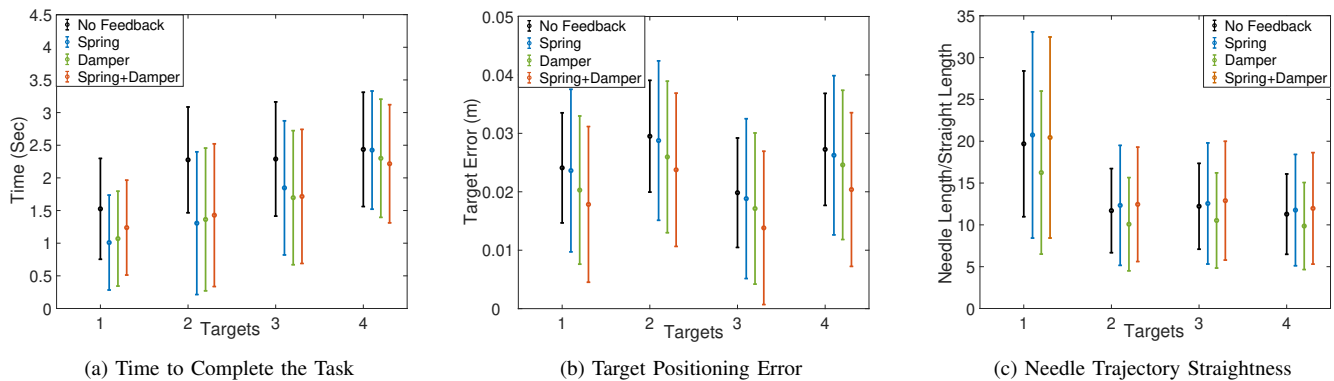 4.5
4
3.5
3
2.5
2
1.5
1
0.5
0
Time (Sec)
No Feedback
Spring
Damper
Spring+Damper
1 2 3 4
Targets
(a) Time to Complete the Task
0.05
0.04
0.03
0.02
0.01
0
Target Error (m)
No Feedback
Spring
Damper
Spring+Damper
1 2 3 4
Targets
(b) Target Positioning Error
35
30
25
20
15
10
5
0
Needle Length/Straight Length
No Feedback
Spring
Damper
Spring+Damper
1 2 3 4
Targets
(c) Needle Trajectory Straightness